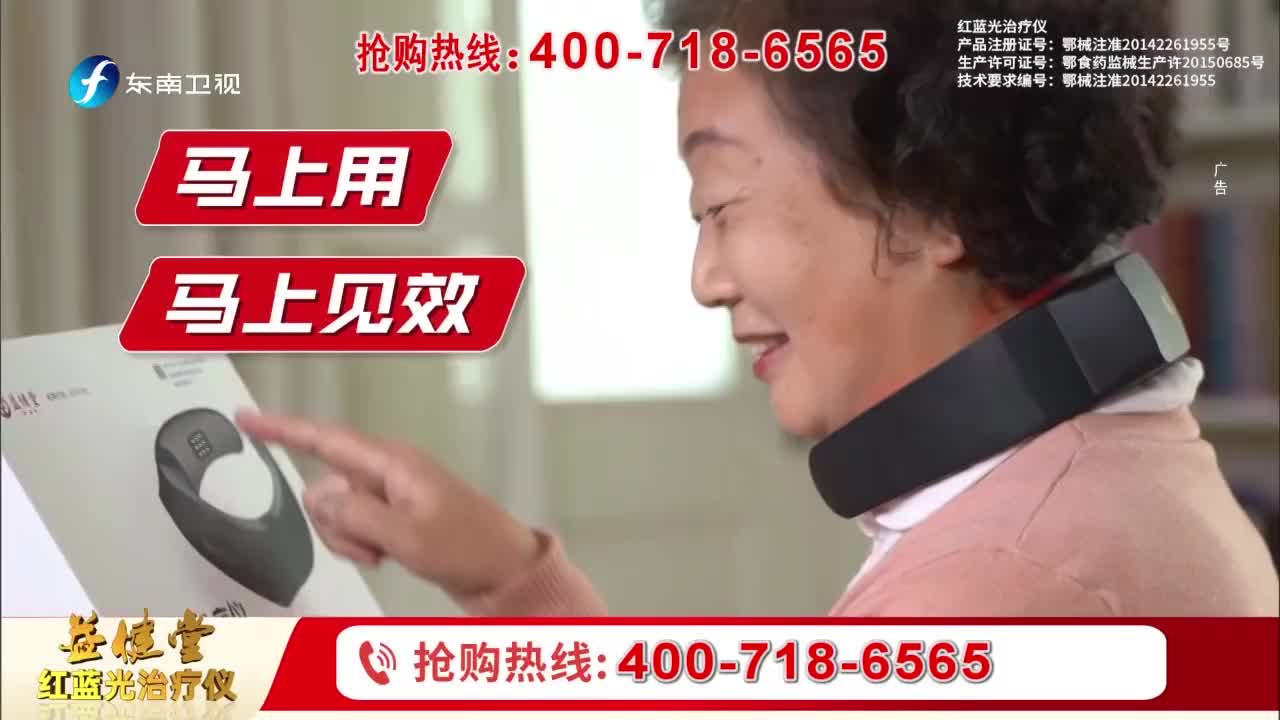 东南卫视
抢购热线:400-718-6565
红蓝光治疗仪
产品注册证号：鄂械注准20142261955号
生产许可证号：鄂食药监械生产许20150685号
技术要求编号：鄂械注准20142261955
广告
马上用
马上见效
益健堂
益健堂
红蓝光治疗仪
抢购热线:400-718-6565